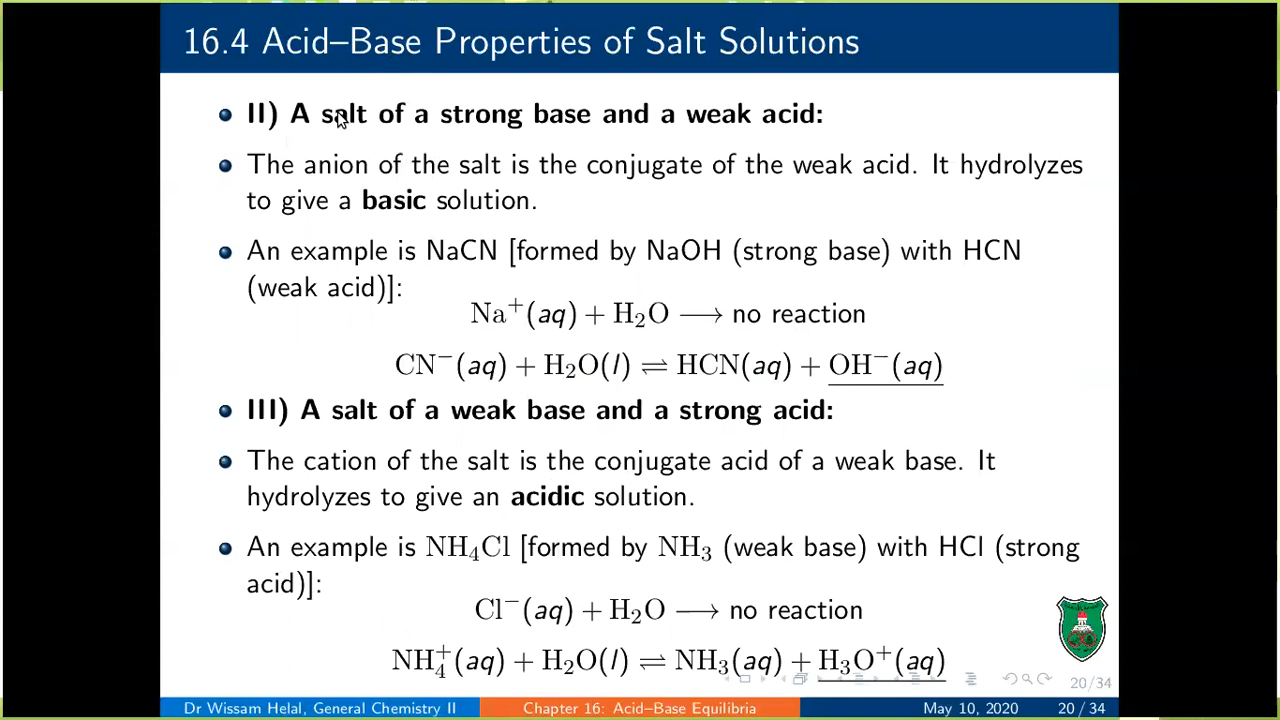 16.4 Acid–Base Properties of Salt Solutions
II) A salt of a strong base and a weak acid:
The anion of the salt is the conjugate of the weak acid. It hydrolyzes
to give a basic solution.
An example is NaCN [formed by NaOH (strong base) with HCN
(weak acid)]:
Na⁺(aq) + H₂O ⟶ no reaction
CN⁻(aq) + H₂O(l) ⇌ HCN(aq) + OH⁻(aq)
III) A salt of a weak base and a strong acid:
The cation of the salt is the conjugate acid of a weak base. It
hydrolyzes to give an acidic solution.
An example is NH₄Cl [formed by NH₃ (weak base) with HCl (strong
acid)]:
Cl⁻(aq) + H₂O ⟶ no reaction
NH₄⁺(aq) + H₂O(l) ⇌ NH₃(aq) + H₃O⁺(aq)
20/34
Dr Wissam Helal, General Chemistry II Chapter 16: Acid–Base Equilibria May 10, 2020 20 / 34